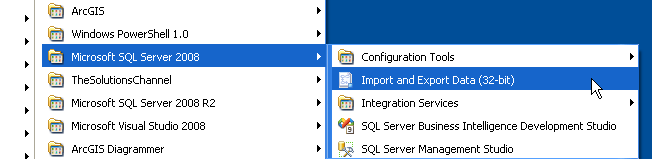 ArcGIS
Windows PowerShell 1.0
Microsoft SQL Server 2008
TheSolutionsChannel
Microsoft SQL Server 2008 R2
Microsoft Visual Studio 2008
ArcGIS Diagrammer
Configuration Tools
Import and Export Data (32-bit)
Integration Services
SQL Server Business Intelligence Development Studio
SQL Server Management Studio